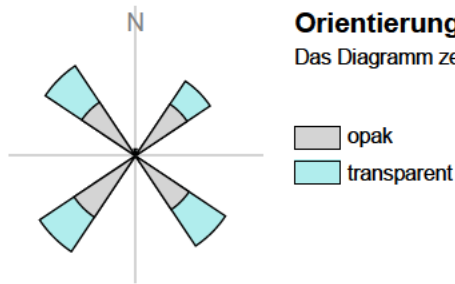 N
Orientierung
Das Diagramm ze
opak
transparent